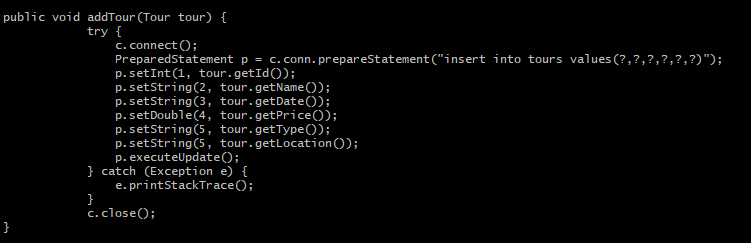 public void addTour(Tour tour) {
try {
c.connect();
PreparedStatement p = c.conn.prepareStatement("insert into tours values(?,?,?,?,?,?)");
p.setInt(1, tour.getId());
p.setString(2, tour.getName());
p.setString(3, tour.getDate());
p.setDouble(4, tour.getPrice());
p.setString(5, tour.getType());
p.setString(5, tour.getLocation());
p.executeUpdate();
} catch (Exception e) {
e.printStackTrace();
}
c.close();
}